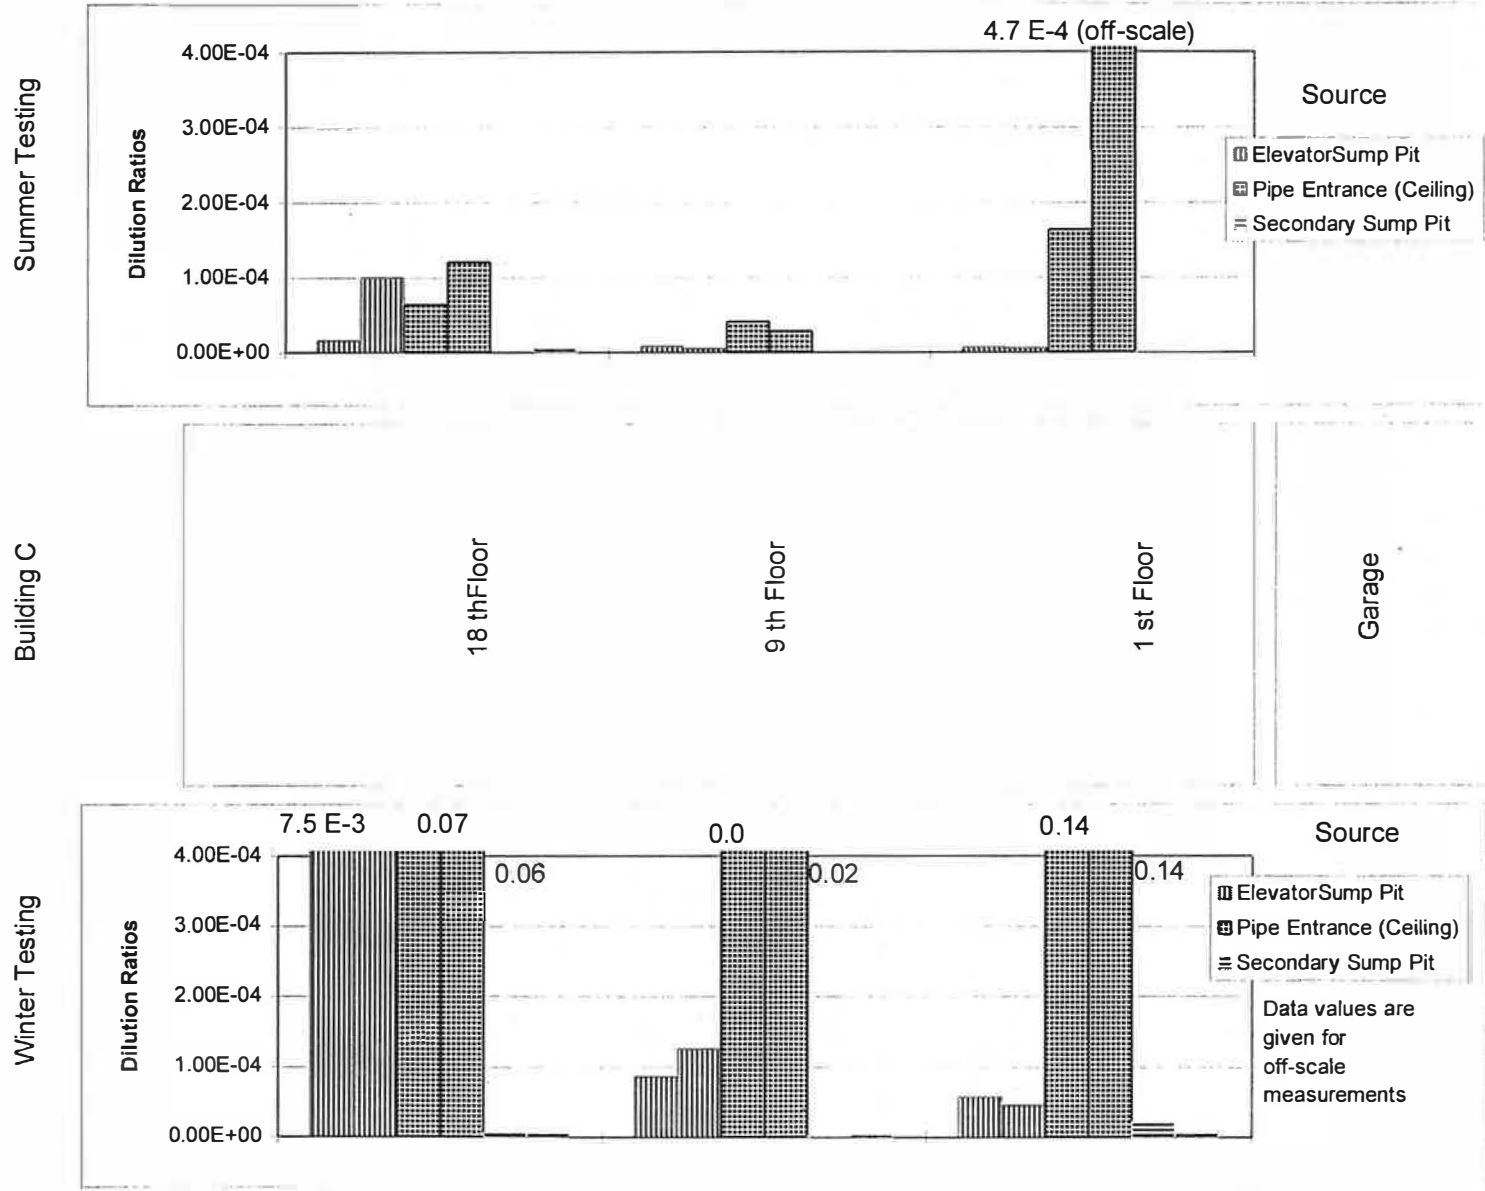 Summer Testing
4.7 E-4 (off-scale)
4.00E-04
3.00E-04
2.00E-04
1.00E-04
0.00E+00
Dilution Ratios
Source
ElevatorSump Pit
Pipe Entrance (Ceiling)
Secondary Sump Pit
Building C
18 thFloor
9 th Floor
1 st Floor
Garage
Winter Testing
7.5 E-3
0.07
0.0
0.14
4.00E-04
0.06
0.02
0.14
3.00E-04
2.00E-04
1.00E-04
0.00E+00
Dilution Ratios
Source
ElevatorSump Pit
Pipe Entrance (Ceiling)
Secondary Sump Pit
Data values are
given for
off-scale
measurements